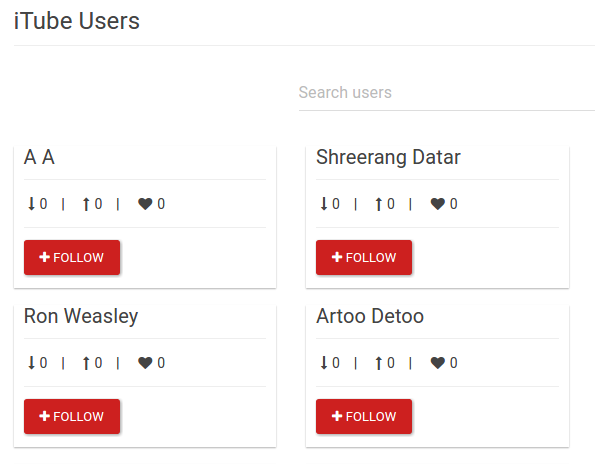 iTube Users
Search users
A A
0 | 0 | 0
FOLLOW
Shreerang Datar
0 | 0 | 0
FOLLOW
Ron Weasley
0 | 0 | 0
FOLLOW
Artoo Detoo
0 | 0 | 0
FOLLOW